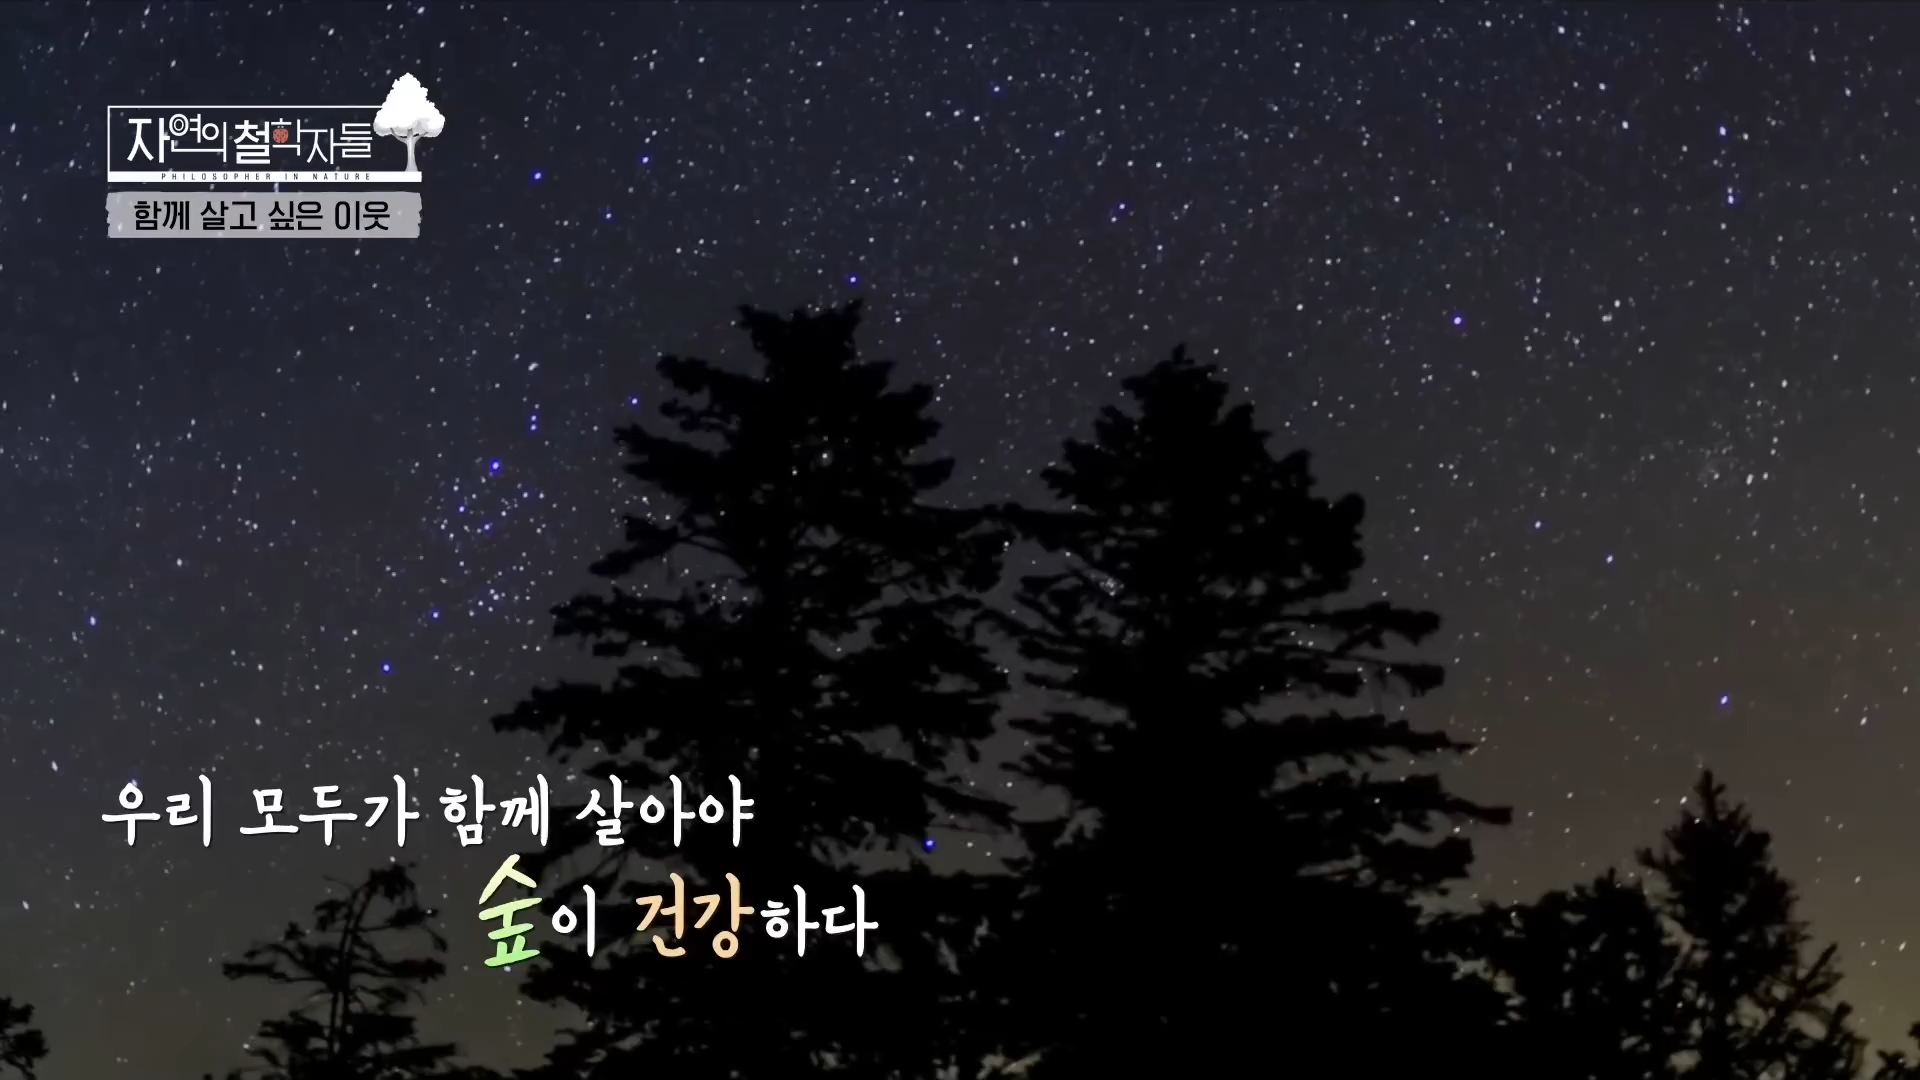 자연의 철학자들
PHILOSOPHER IN NATURE
함께 살고 싶은 이웃
우리 모두가 함께 살아야
숲이 건강하다